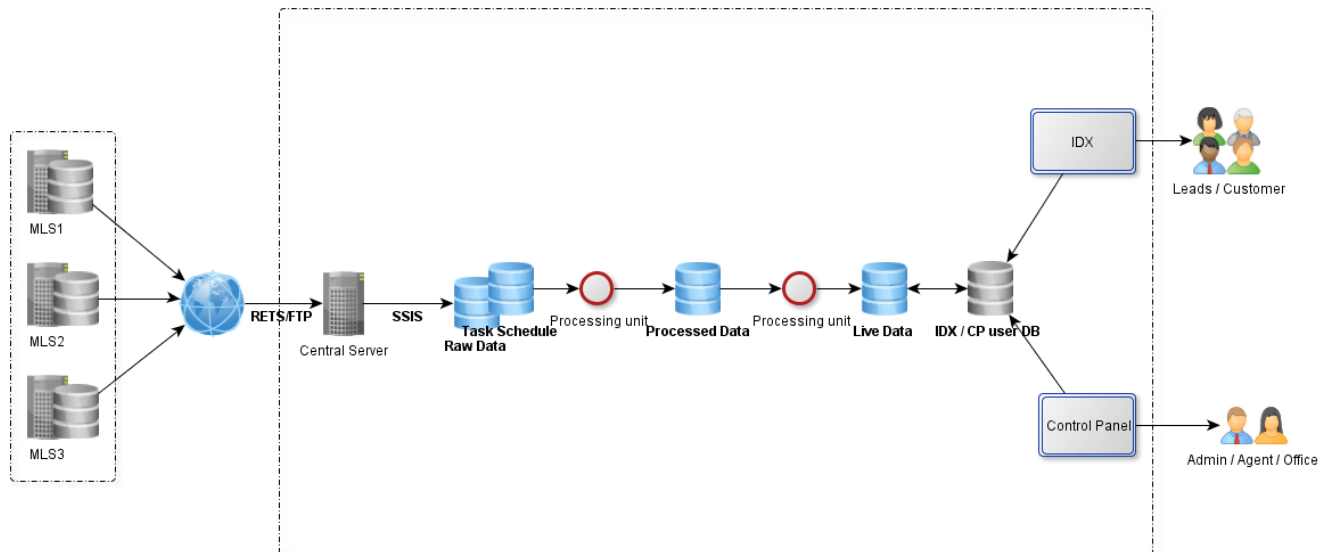 MLS1
MLS2
MLS3
RETS/FTP
Central Server
SSIS
Task Schedule
Raw Data
Processing unit
Processed Data
Processing unit
Live Data
IDX / CP user DB
IDX
Leads / Customer
Control Panel
Admin / Agent / Office